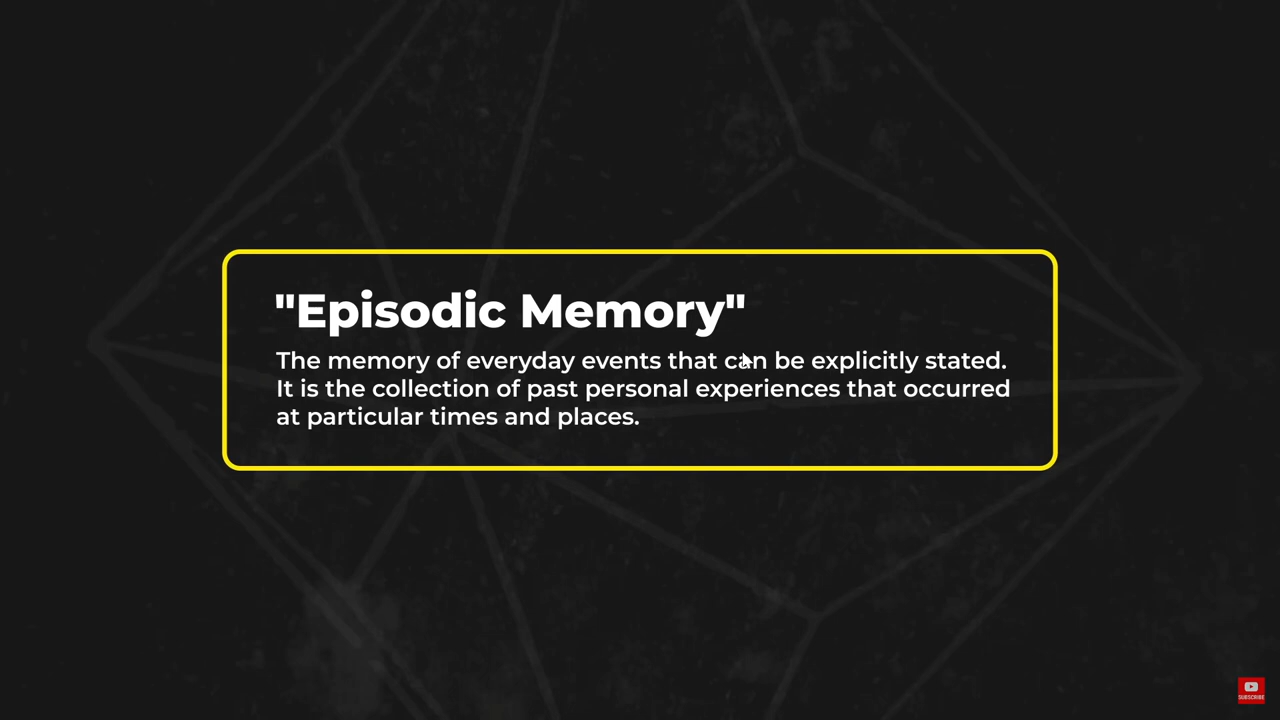 "Episodic Memory"
The memory of everyday events that can be explicitly stated.
It is the collection of past personal experiences that occurred
at particular times and places.
SUBSCRIBE